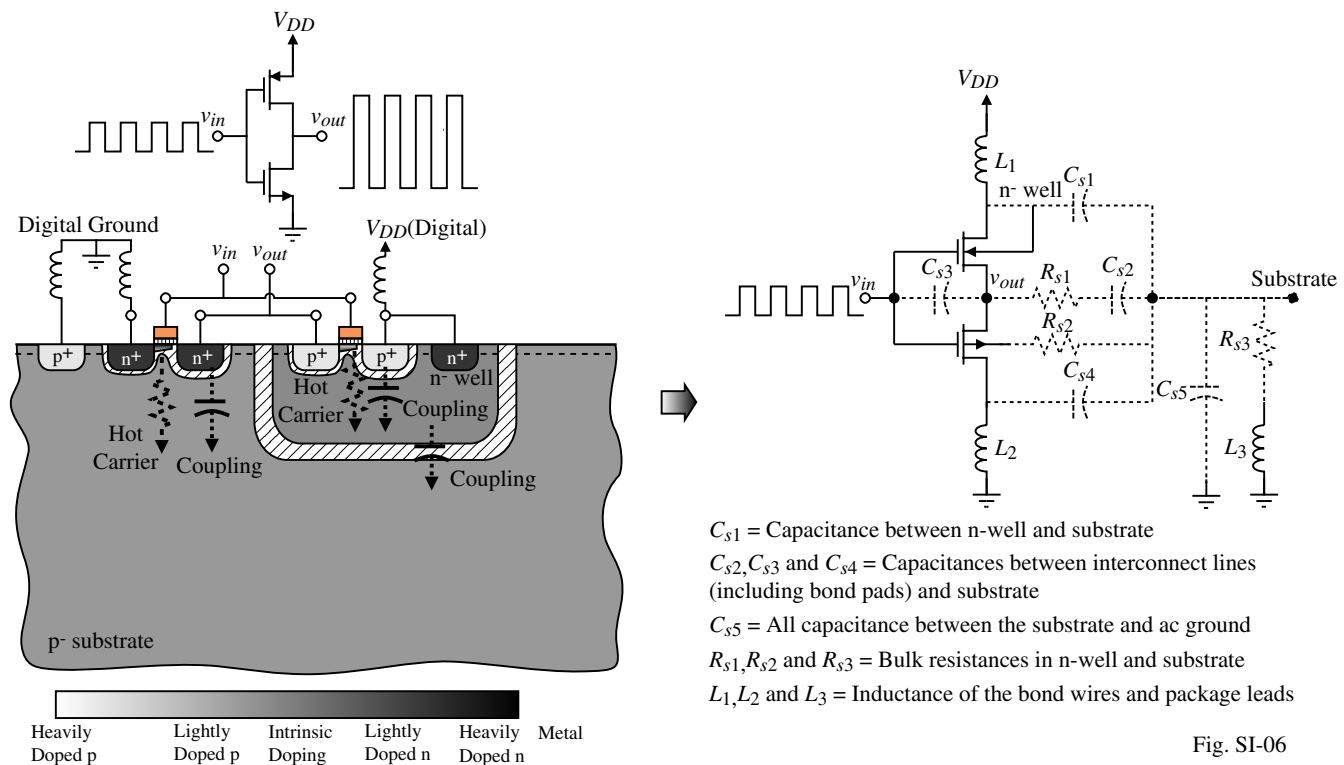 VDD
vin
vout
Digital Ground
vin
vout
VDD(Digital)
p+
n+
n+
p+
p+
n+
n- well
Hot
Carrier
Coupling
Hot
Carrier
Coupling
Coupling
p- substrate
Heavily
Doped p
Lightly
Doped p
Intrinsic
Doping
Lightly
Doped n
Heavily
Doped n
Metal
VDD
L1
n- well
Cs1
vin
Cs3
vout
Rs1
Cs2
Substrate
Rs2
Rs3
Cs4
Cs5
L2
L3
Cs1 = Capacitance between n-well and substrate
Cs2,Cs3 and Cs4 = Capacitances between interconnect lines
(including bond pads) and substrate
Cs5 = All capacitance between the substrate and ac ground
Rs1,Rs2 and Rs3 = Bulk resistances in n-well and substrate
L1,L2 and L3 = Inductance of the bond wires and package leads
Fig. SI-06